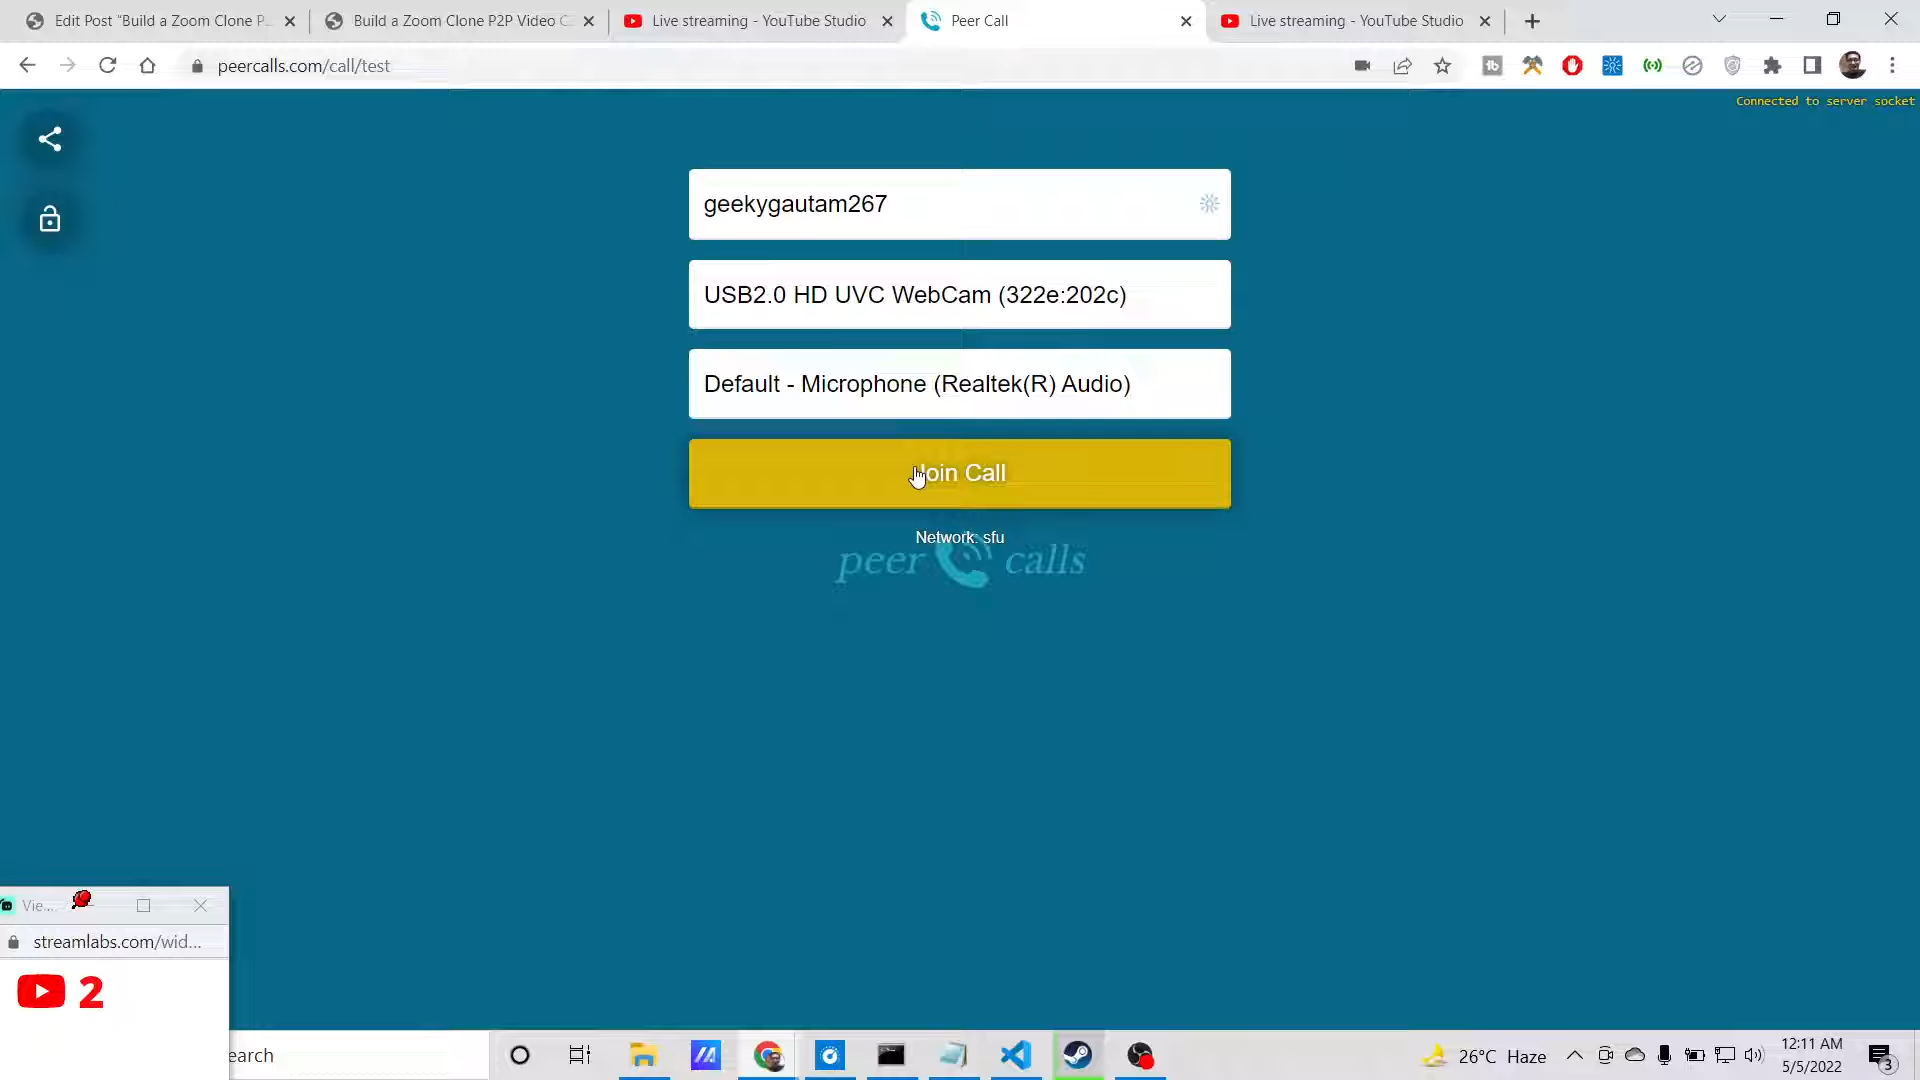 Edit Post "Build a Zoom Clone P
Build a Zoom Clone P2P Video C
Live streaming - YouTube Studio
Peer Call
Live streaming - YouTube Studio
peercalls.com/call/test
Connected to server socket
geekygautam267
USB2.0 HD UVC WebCam (322e:202c)
Default - Microphone (Realtek(R) Audio)
Join Call
Network: sfu
peer calls
Vie...
streamlabs.com/wid...
2
earch
26°C Haze
12:11 AM
5/5/2022
3